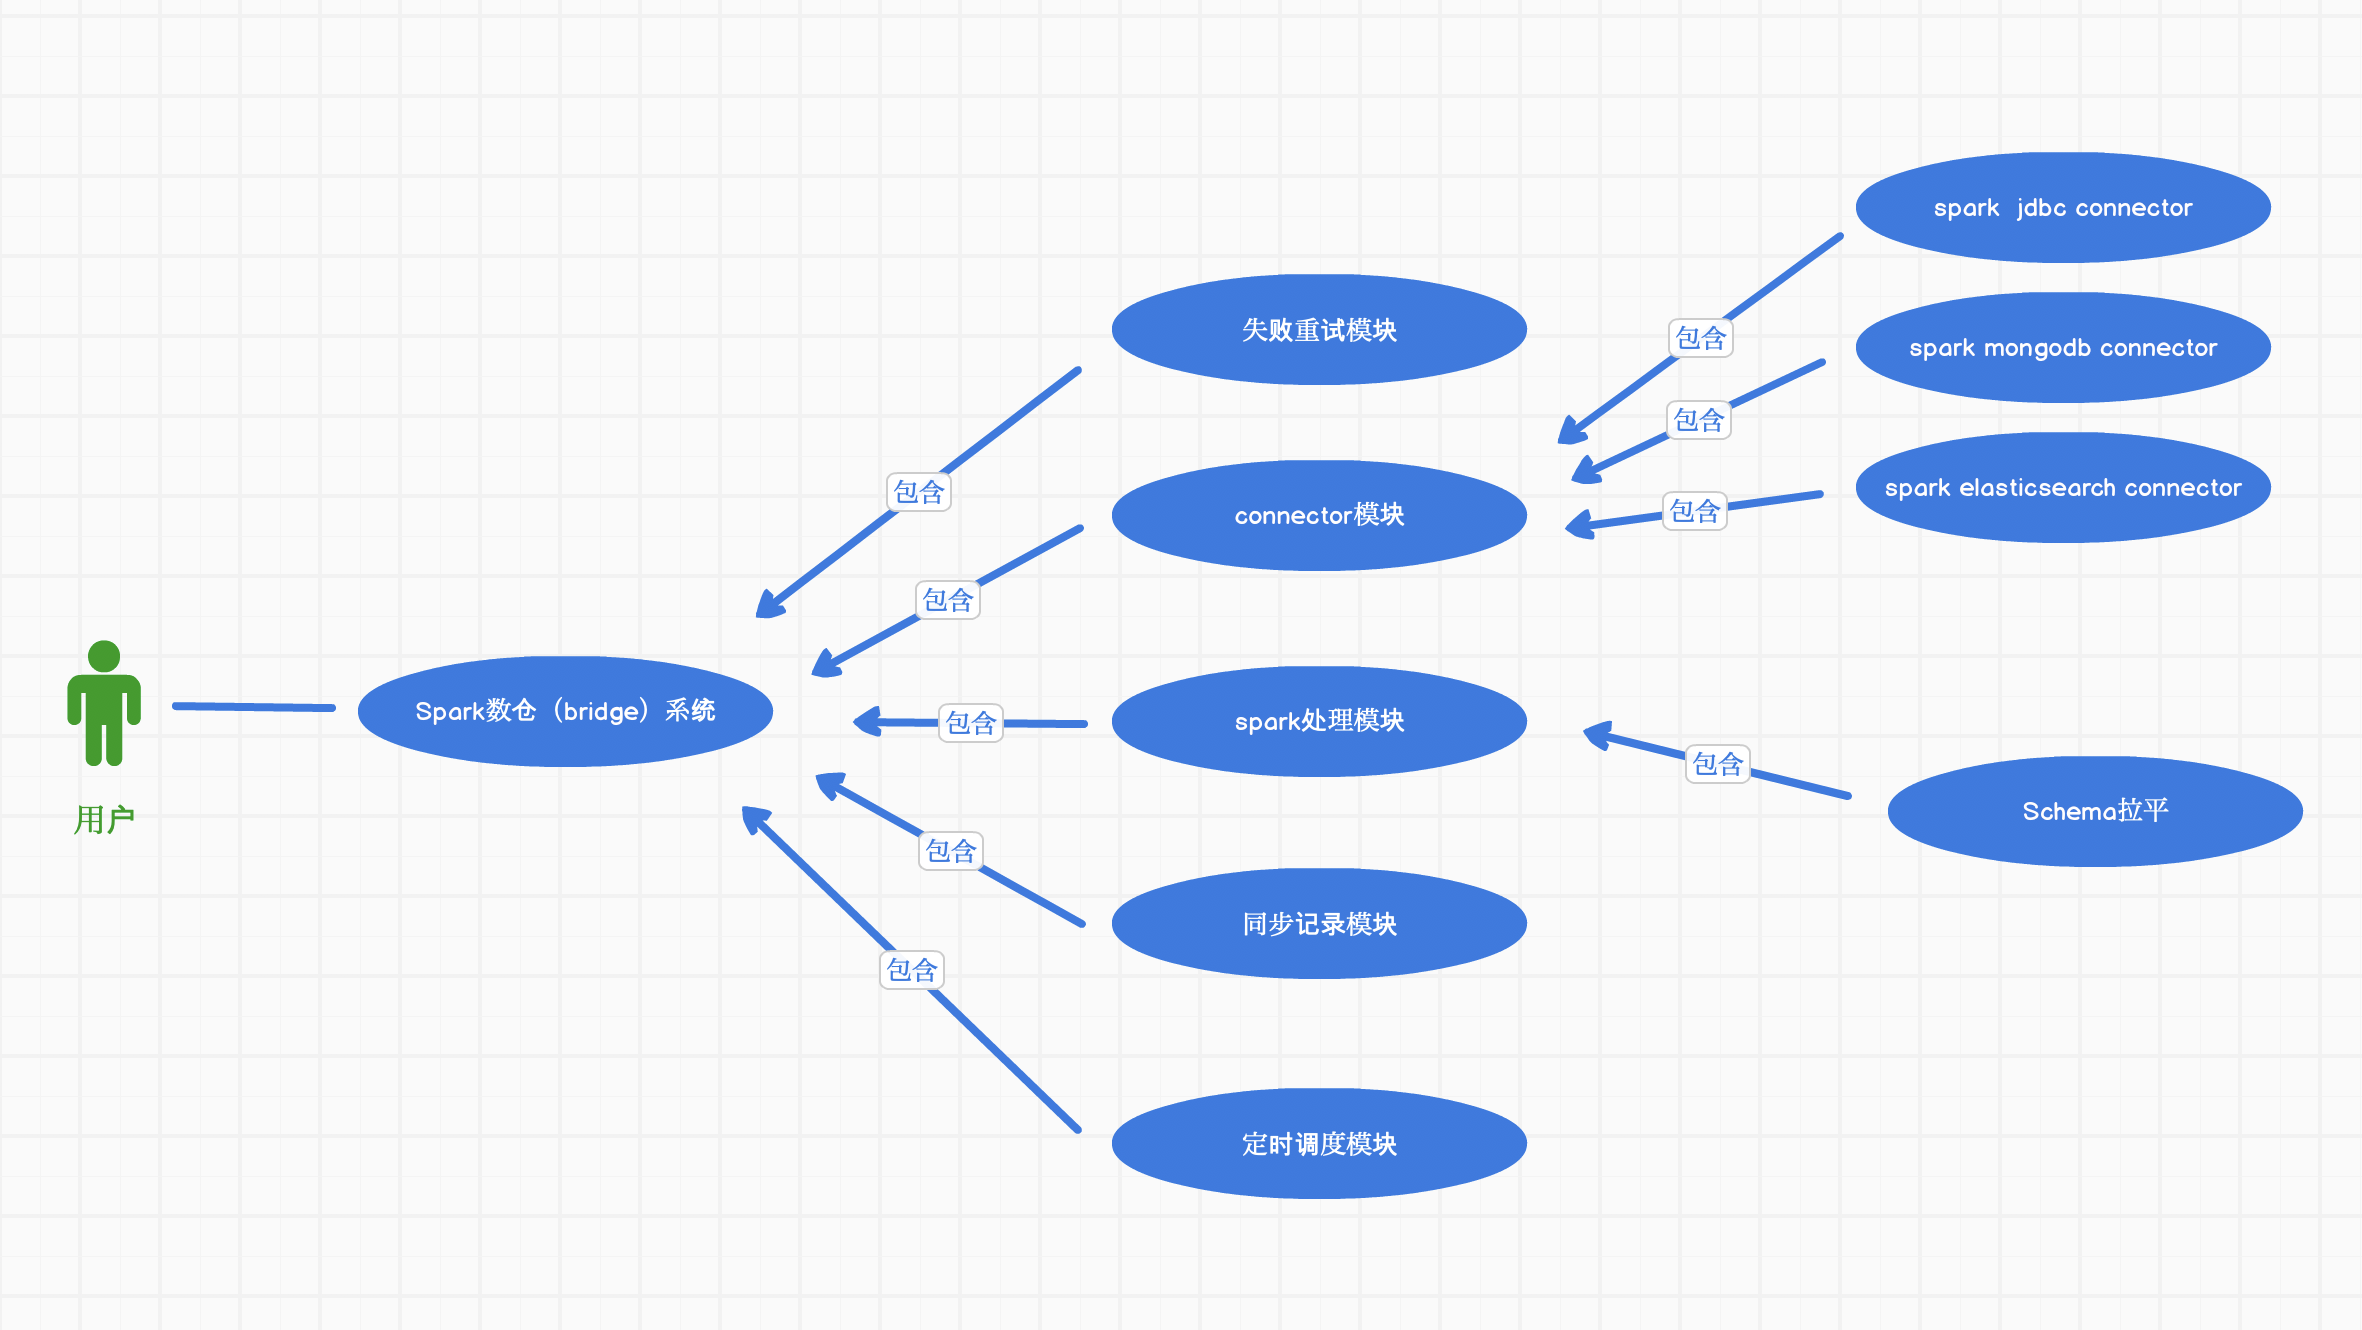 用户
Spark数仓（bridge）系统
包含
包含
包含
包含
包含
失败重试模块
connector模块
spark处理模块
同步记录模块
定时调度模块
包含
包含
包含
包含
spark  jdbc connector
spark mongodb connector
spark elasticsearch connector
Schema拉平